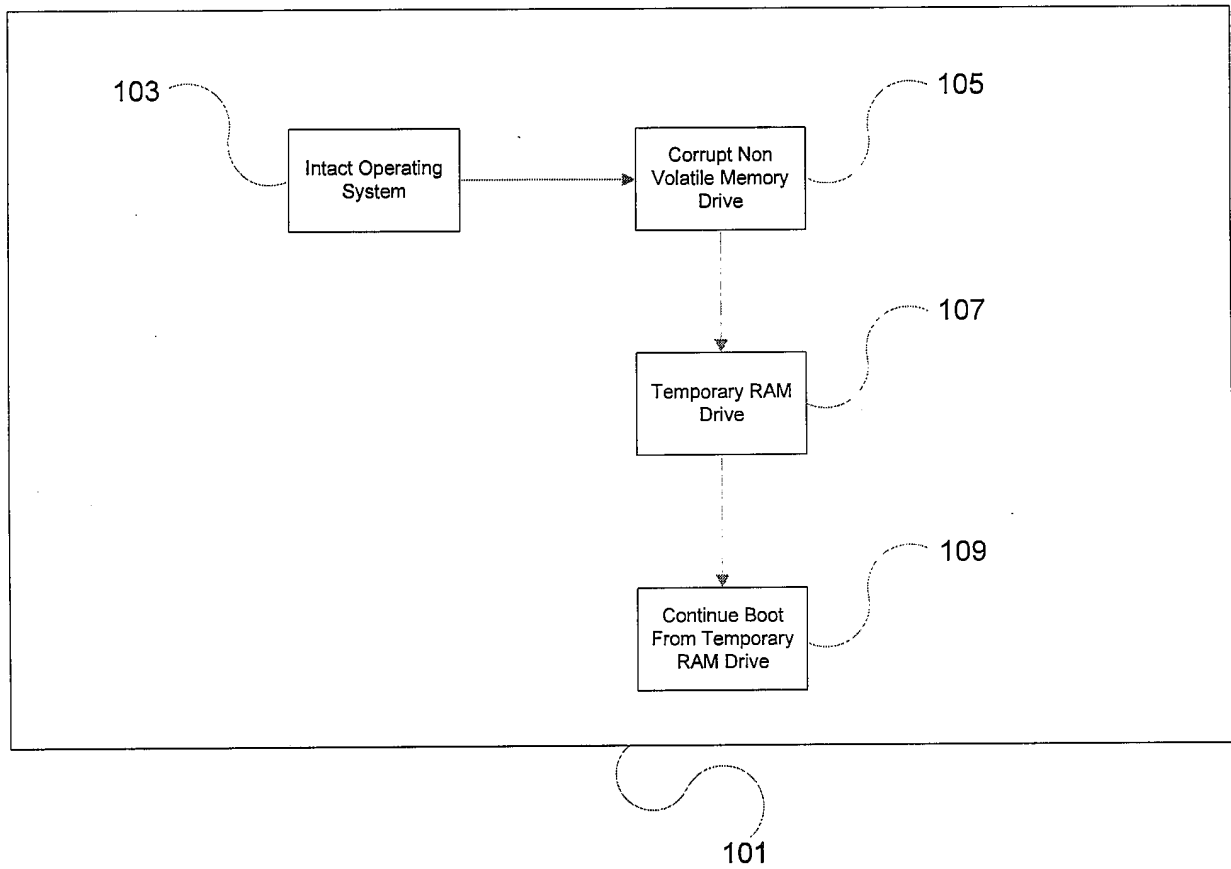 103
105
Intact Operating
System
Corrupt Non
Volatile Memory
Drive
107
Temporary RAM
Drive
109
Continue Boot
From Temporary
RAM Drive
101